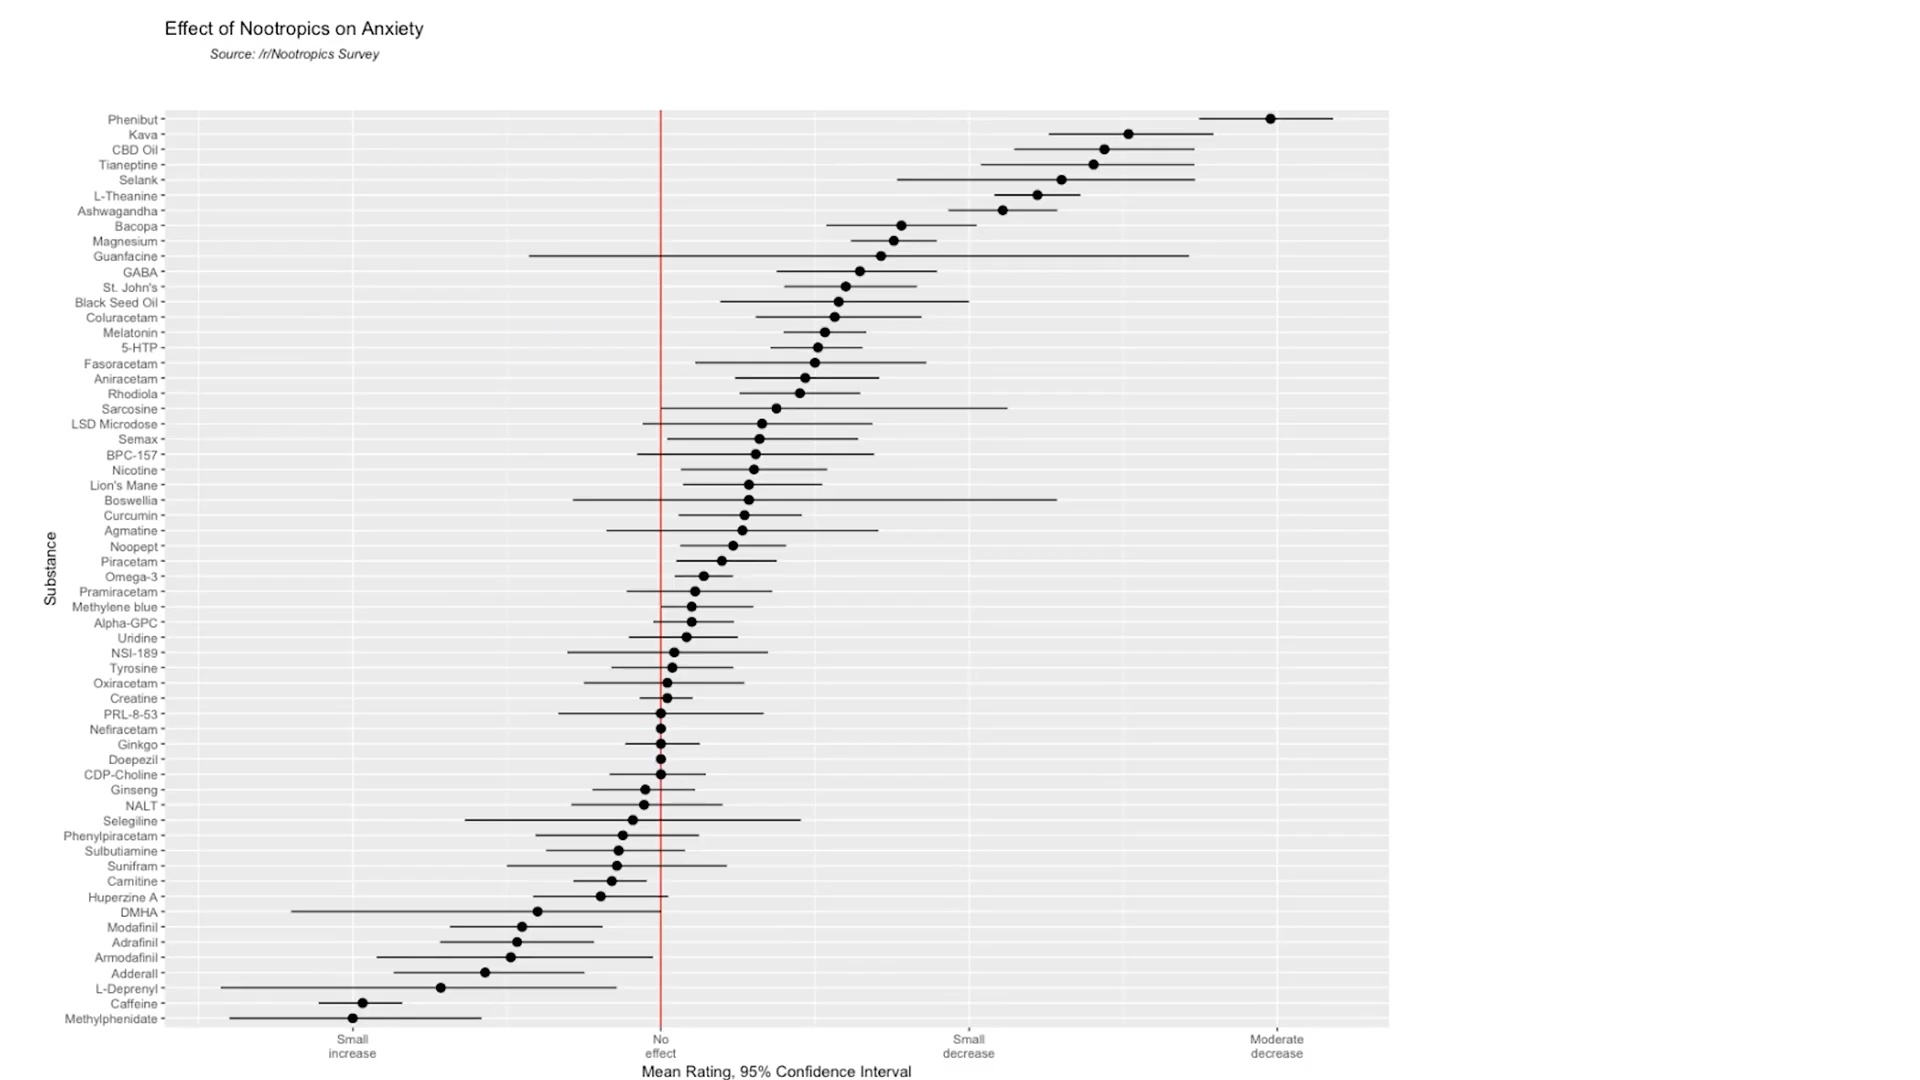 Effect of Nootropics on Anxiety
Source: /r/Nootropics Survey
Substance
Phenibut
Kava
CBD Oil
Tianeptine
Selank
L-Theanine
Ashwagandha
Bacopa
Magnesium
Guanfacine
GABA
St. John's
Black Seed Oil
Coluracetam
Melatonin
5-HTP
Fasoracetam
Aniracetam
Rhodiola
Sarcosine
LSD Microdose
Semax
BPC-157
Nicotine
Lion's Mane
Boswellia
Curcumin
Agmatine
Noopept
Piracetam
Omega-3
Pramiracetam
Methylene blue
Alpha-GPC
Uridine
NSI-189
Tyrosine
Oxiracetam
Creatine
PRL-8-53
Nefiracetam
Ginkgo
Doepezil
CDP-Choline
Ginseng
NALT
Selegiline
Phenylpiracetam
Sulbutiamine
Sunifram
Carnitine
Huperzine A
DMHA
Modafinil
Adrafinil
Armodafinil
Adderall
L-Deprenyl
Caffeine
Methylphenidate
Small
increase
No
effect
Small
decrease
Moderate
decrease
Mean Rating, 95% Confidence Interval